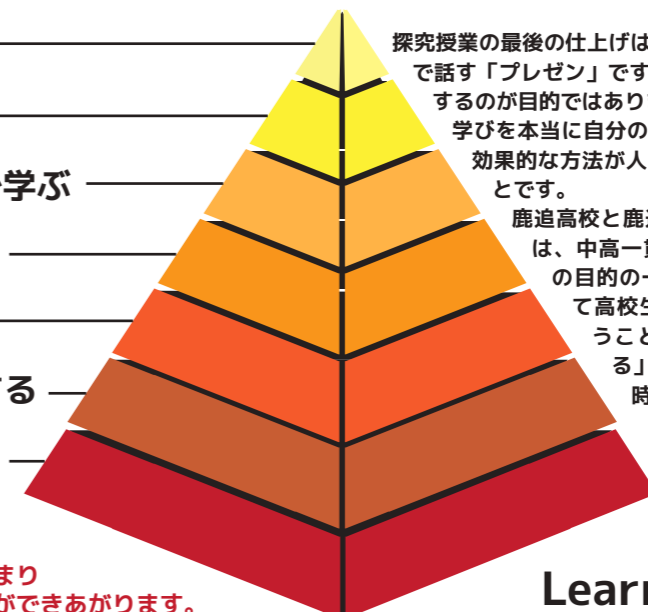 探究授業の最後の仕上げは
で話す「プレゼン」です
するのが目的ではあり
学びを本当に自分の
効果的な方法が人
とです。
鹿追高校と鹿
は、中高一貫
の目的の一
て高校生
うこと
る」
時
学ぶ
る
まり
ができあがります。
Learn